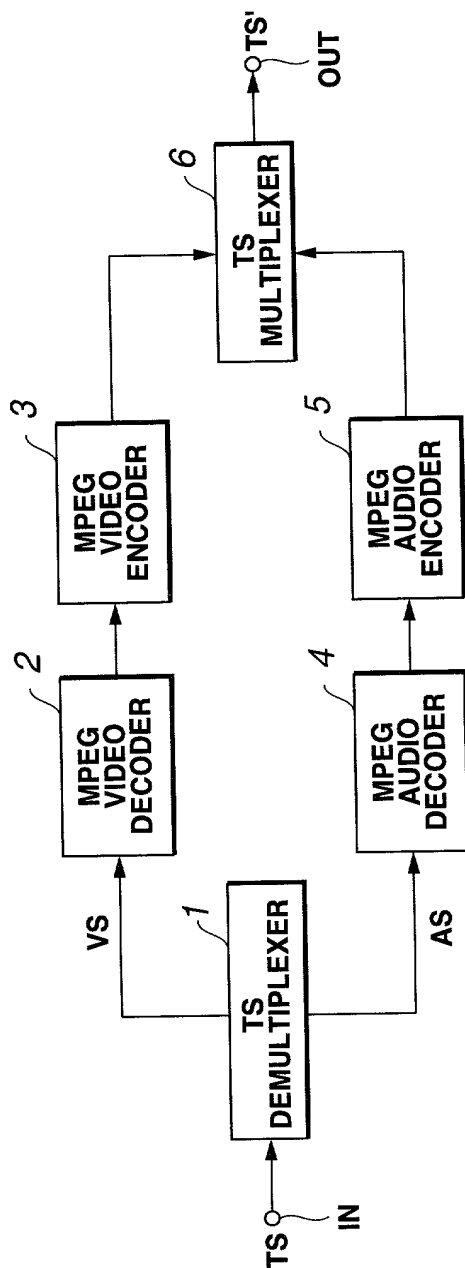 TS
IN
1
TS
DEMULTIPLEXER
VS
AS
2
MPEG
VIDEO
DECODER
3
MPEG
VIDEO
ENCODER
4
MPEG
AUDIO
DECODER
5
MPEG
AUDIO
ENCODER
6
TS
MULTIPLEXER
TS'
OUT